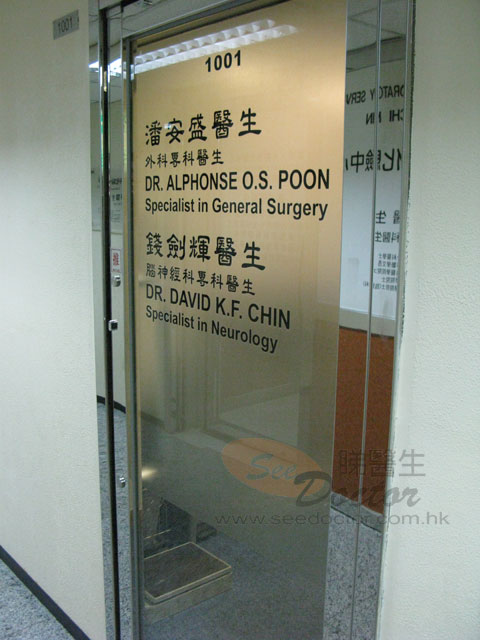 1001
1001
潘安盛醫生
外科專科醫生
DR. ALPHONSE O.S. POON
Specialist in General Surgery
錢劍輝醫生
腦神經科專科醫生
DR. DAVID K.F. CHIN
Specialist in Neurology
See
睇醫生
Doctor
www.seedoctor.com.hk